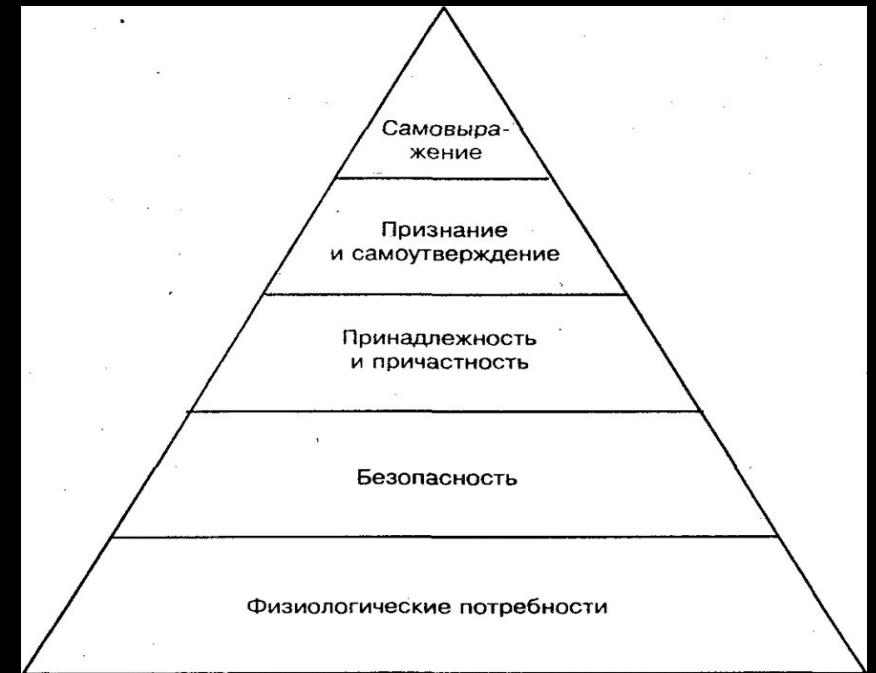 Самовыра-
жение
Признание
и самоутверждение
Принадлежность
и причастность
Безопасность
Физиологические потребности